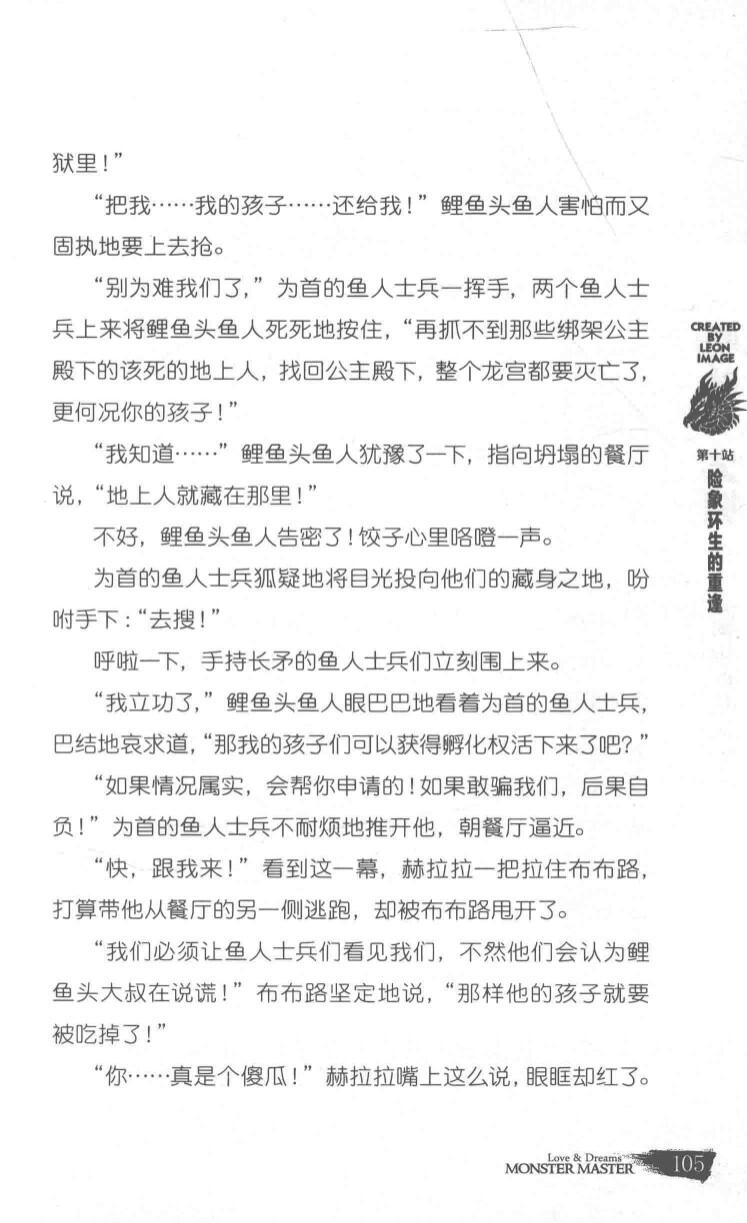 狱里！”
“把我……我的孩子……还给我！”鲤鱼头鱼人害怕而又
固执地要上去抢。
“别为难我们了，”为首的鱼人士兵一挥手，两个鱼人士
兵上来将鲤鱼头鱼人死死地按住，“再抓不到那些绑架公主
殿下的该死的地上人，找回公主殿下，整个龙宫都要灭亡了，
更何况你的孩子！”
“我知道……”鲤鱼头鱼人犹豫了一下，指向坍塌的餐厅
说，“地上人就藏在那里！”
不好，鲤鱼头鱼人告密了！饺子心里咯噔一声。
为首的鱼人士兵狐疑地将目光投向他们的藏身之地，吩
咐手下：“去搜！”
呼啦一下，手持长矛的鱼人士兵们立刻围上来。
“我立功了，”鲤鱼头鱼人眼巴巴地看着为首的鱼人士兵，
巴结地哀求道，“那我的孩子们可以获得孵化权活下来了吧？”
“如果情况属实，会帮你申请的！如果敢骗我们，后果自
负！”为首的鱼人士兵不耐烦地推开他，朝餐厅逼近。
“快，跟我来！”看到这一幕，赫拉拉一把拉住布布路，
打算带他从餐厅的另一侧逃跑，却被布布路甩开了。
“我们必须让鱼人士兵们看见我们，不然他们会认为鲤
鱼头大叔在说谎！”布布路坚定地说，“那样他的孩子就要
被吃掉了！”
“你……真是个傻瓜！”赫拉拉嘴上这么说，眼眶却红了。
CREATED
BY
LEON
IMAGE
第十站
险象环生的重逢
Love & Dreams
MONSTER MASTER
105